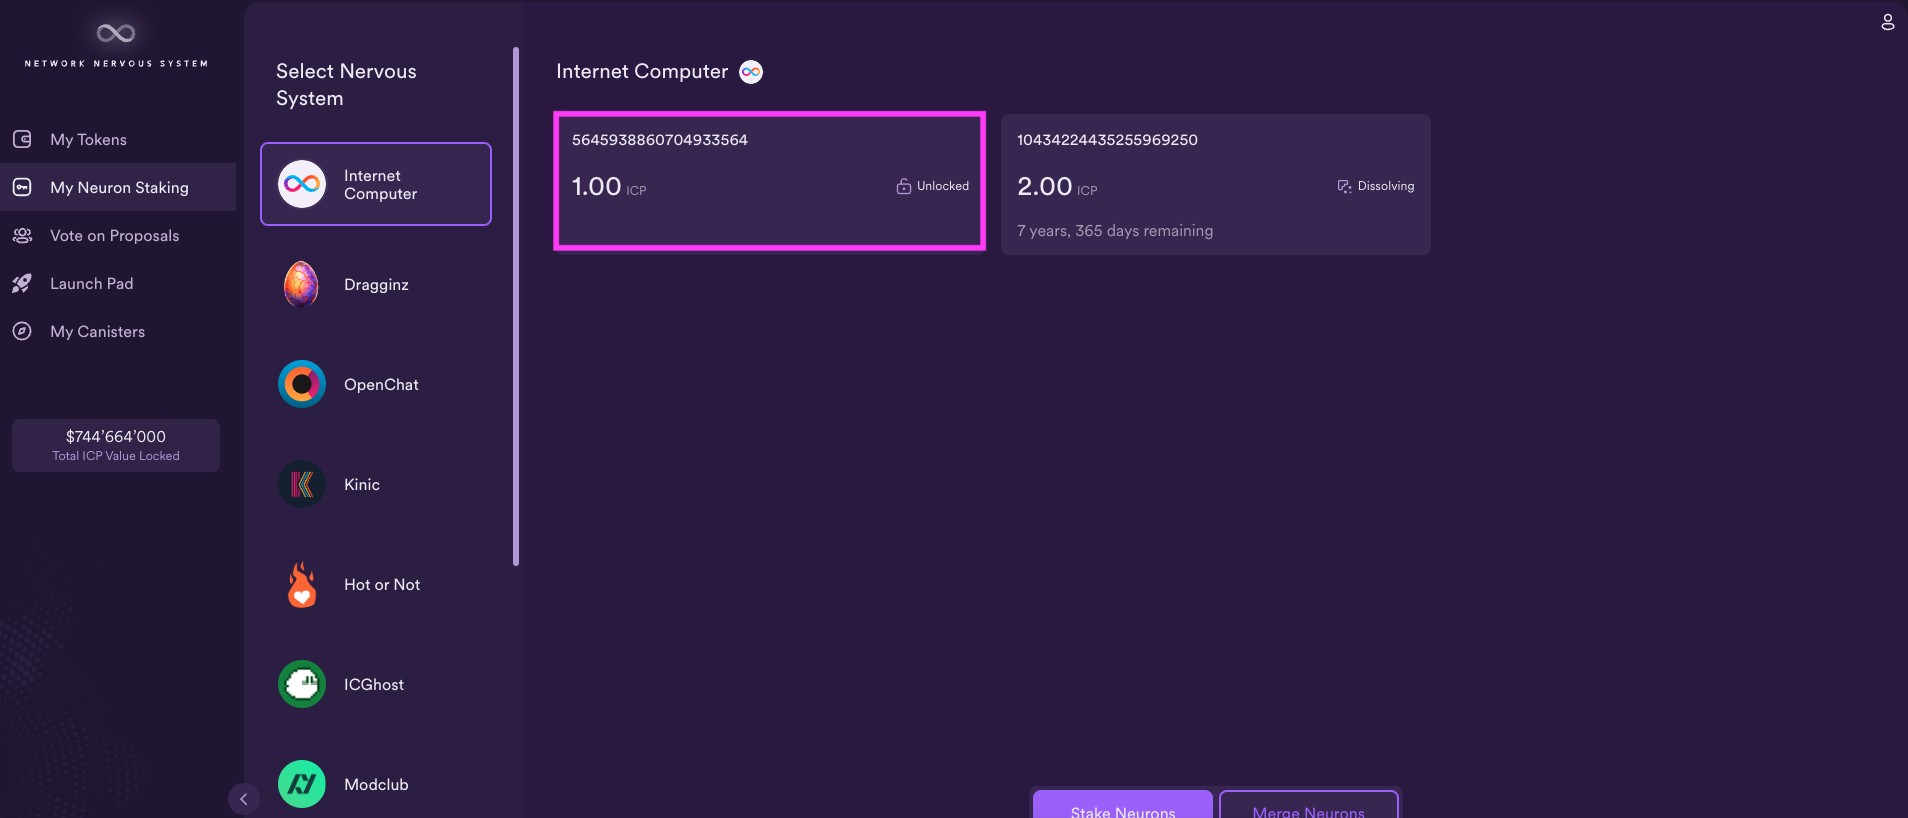 NETWORK NERVOUS SYSTEM
My Tokens
My Neuron Staking
Vote on Proposals
Launch Pad
My Canisters
$744’664’000
Total ICP Value Locked
Select Nervous
System
Internet
Computer
Dragginz
OpenChat
Kinic
Hot or Not
ICGhost
Modclub
Internet Computer
5645938860704933564
1.00 ICP
Unlocked
10434224435255969250
2.00 ICP
Dissolving
7 years, 365 days remaining
Stake Neurons
Merge Neurons